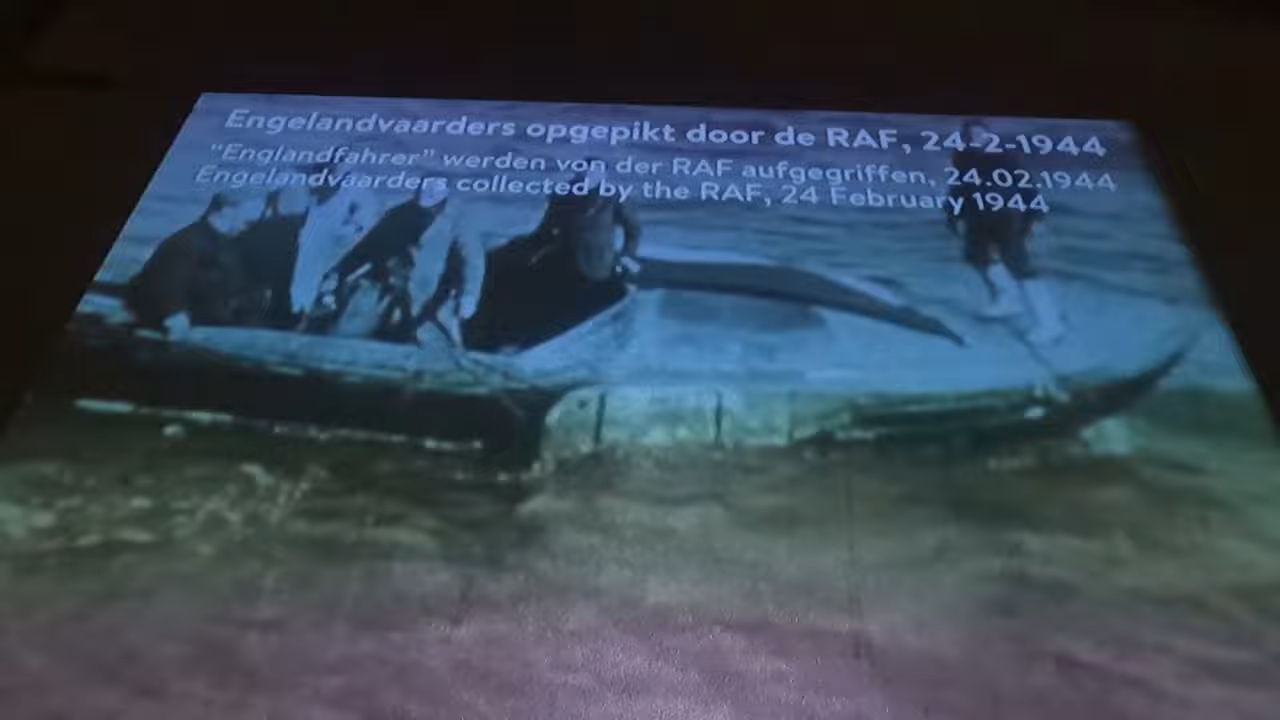 Engelandvaarders opgepikt door de RAF, 24-2-1944
"Englandfahrer" werden von der RAF aufgegriffen, 24.02.1944
Engelandvaarders collected by the RAF, 24 February 1944